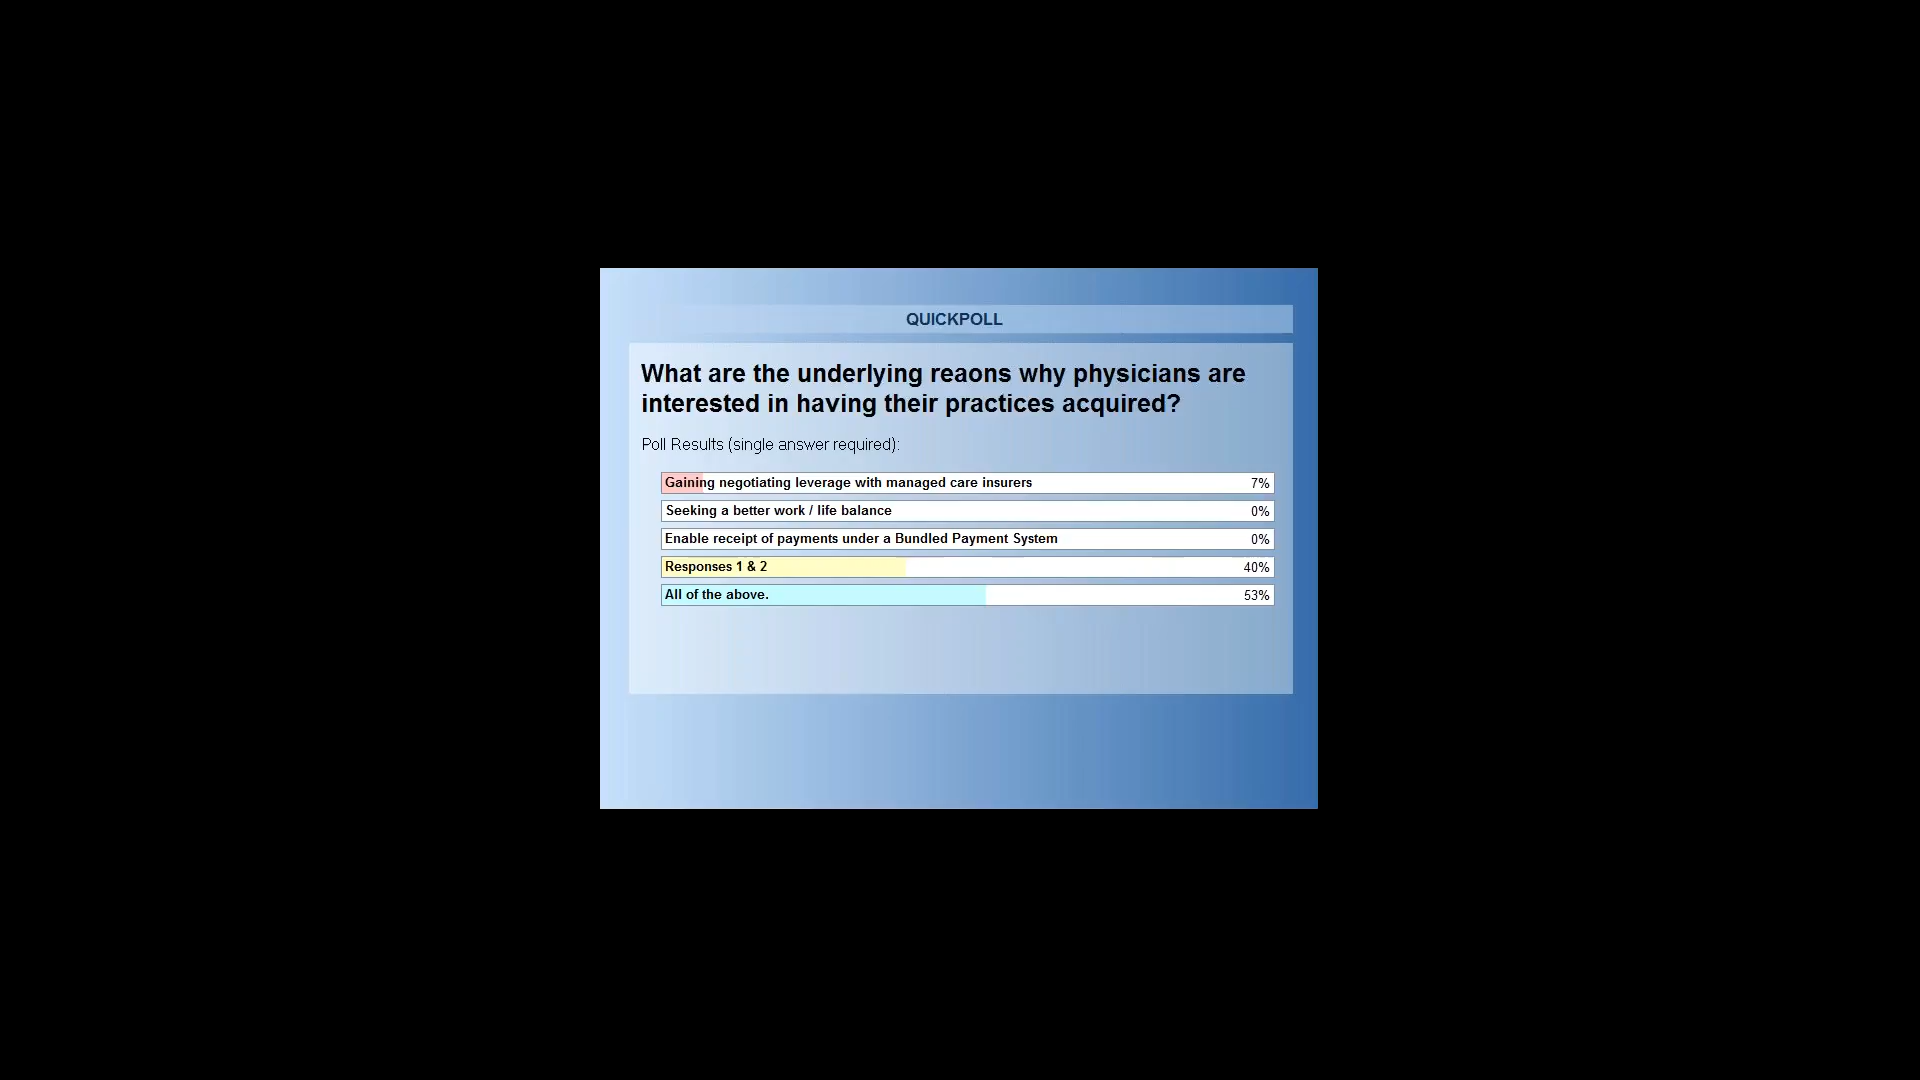 QUICKPOLL
What are the underlying reaons why physicians are
interested in having their practices acquired?
Poll Results (single answer required):
Gaining negotiating leverage with managed care insurers 7%
Seeking a better work / life balance 0%
Enable receipt of payments under a Bundled Payment System 0%
Responses 1 & 2 40%
All of the above. 53%